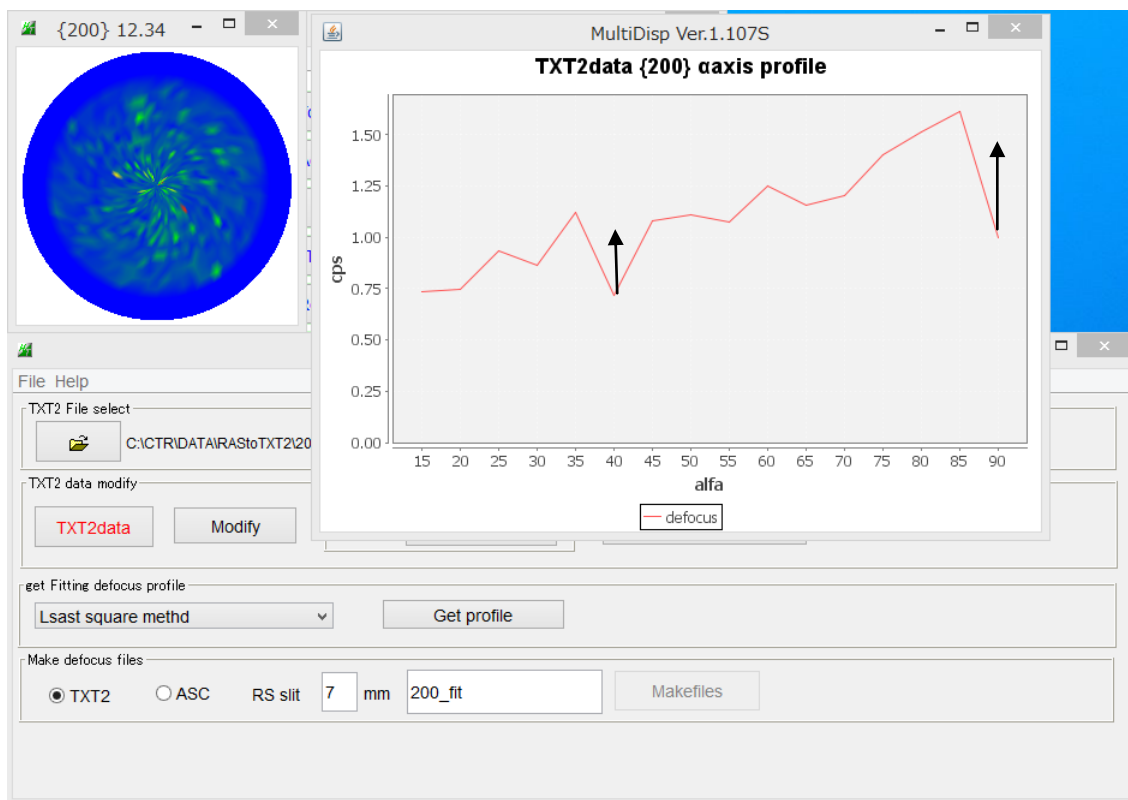 {200} 12.34
MultiDisp Ver.1.107S
TXT2data {200} αaxis profile
1.50
1.25
1.00
0.75
0.50
0.25
0.00
cps
15 20 25 30 35 40 45 50 55 60 65 70 75 80 85 90
alfa
defocus
File Help
TXT2 File select
C:\CTR\DATA\RAStoTXT2\20
TXT2 data modify
TXT2data Modify
get Fitting defocus profile
Lsast square methd Get profile
Make defocus files
TXT2 ASC RS slit 7 mm 200_fit Makefiles